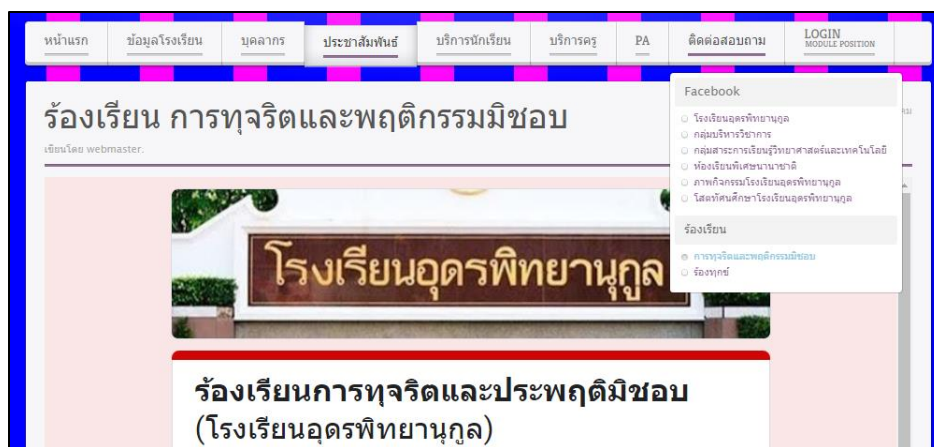 หน้าแรก ข้อมูลโรงเรียน บุคลากร ประชาสัมพันธ์ บริการนักเรียน บริการครู PA ติดต่อสอบถาม LOGIN
MODULE POSITION
Facebook
โรงเรียนอุดรพิทยานุกูล
กลุ่มบริหารวิชาการ
กลุ่มสาระการเรียนรู้วิทยาศาสตร์และเทคโนโลยี
ห้องเรียนพิเศษนานาชาติ
ภาพกิจกรรมโรงเรียนอุดรพิทยานุกูล
โสตทัศนศึกษาโรงเรียนอุดรพิทยานุกูล
ร้องเรียน
การทุจริตและพฤติกรรมมิชอบ
ร้องทุกข์
ร้องเรียน การทุจริตและพฤติกรรมมิชอบ
เขียนโดย webmaster.
โรงเรียนอุดรพิทยานุกูล
ร้องเรียนการทุจริตและประพฤติมิชอบ
(โรงเรียนอุดรพิทยานุกูล)